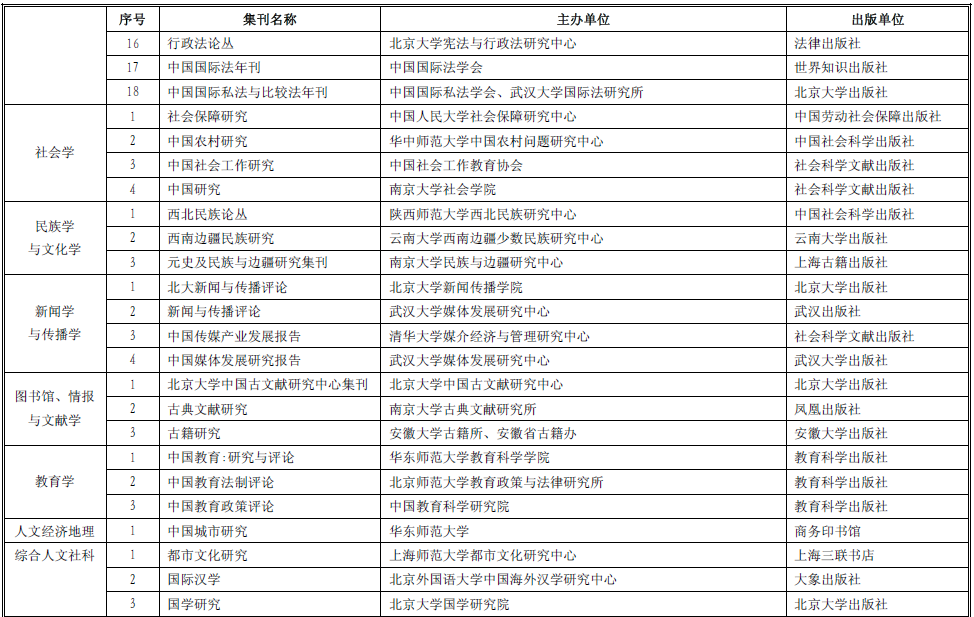 序号 集刊名称 主办单位 出版单位
16 行政法论丛 北京大学宪法与行政法研究中心 法律出版社
17 中国国际法年刊 中国国际法学会 世界知识出版社
18 中国国际私法与比较法年刊 中国国际私法学会、武汉大学国际法研究所 北京大学出版社
社会学
1 社会保障研究 中国人民大学社会保障研究中心 中国劳动社会保障出版社
2 中国农村研究 华中师范大学中国农村问题研究中心 中国社会科学出版社
3 中国社会工作研究 中国社会工作教育协会 社会科学文献出版社
4 中国研究 南京大学社会学院 社会科学文献出版社
民族学
与文化学
1 西北民族论丛 陕西师范大学西北民族研究中心 中国社会科学出版社
2 西南边疆民族研究 云南大学西南边疆少数民族研究中心 云南大学出版社
3 元史及民族与边疆研究集刊 南京大学民族与边疆研究中心 上海古籍出版社
新闻学
与传播学
1 北大新闻与传播评论 北京大学新闻传播学院 北京大学出版社
2 新闻与传播评论 武汉大学媒体发展研究中心 武汉出版社
3 中国传媒产业发展报告 清华大学媒介经济与管理研究中心 社会科学文献出版社
4 中国媒体发展研究报告 武汉大学媒体发展研究中心 武汉大学出版社
图书馆、情报
与文献学
1 北京大学中国古文献研究中心集刊 北京大学中国古文献研究中心 北京大学出版社
2 古典文献研究 南京大学古典文献研究所 凤凰出版社
3 古籍研究 安徽大学古籍所、安徽省古籍办 安徽大学出版社
教育学
1 中国教育:研究与评论 华东师范大学教育科学学院 教育科学出版社
2 中国教育法制评论 北京师范大学教育政策与法律研究所 教育科学出版社
3 中国教育政策评论 中国教育科学研究院 教育科学出版社
人文经济地理 1 中国城市研究 华东师范大学 商务印书馆
综合人文社科 1 都市文化研究 上海师范大学都市文化研究中心 上海三联书店
2 国际汉学 北京外国语大学中国海外汉学研究中心 大象出版社
3 国学研究 北京大学国学研究院 北京大学出版社